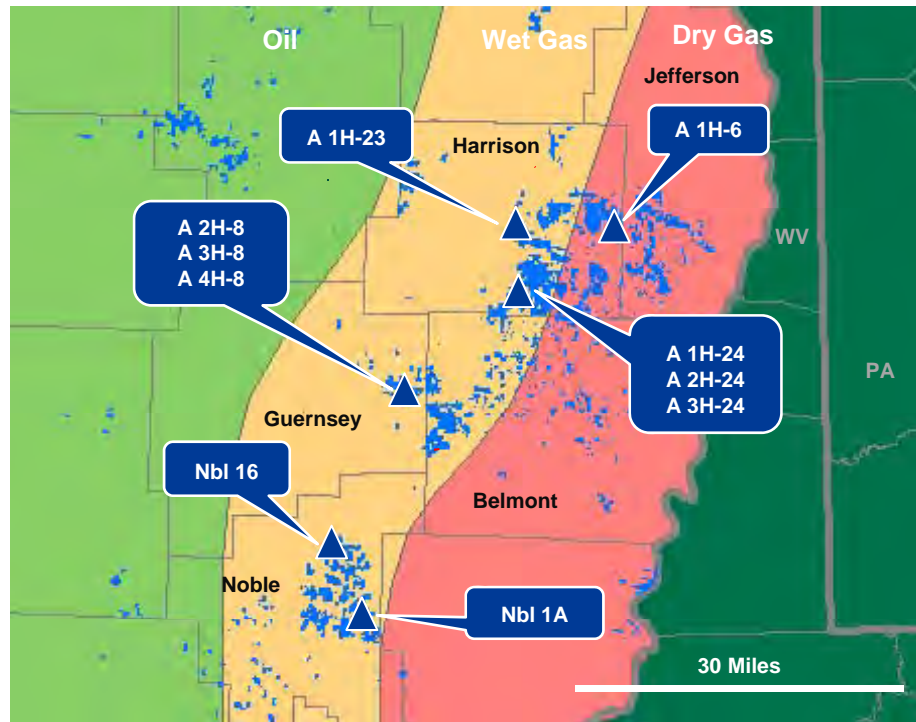 Oil
Wet Gas
Dry Gas
Jefferson
A 1H-23
Harrison
A 1H-6
A 2H-8
A 3H-8
A 4H-8
WV
A 1H-24
A 2H-24
A 3H-24
PA
Guernsey
Nbl 16
Belmont
Noble
Nbl 1A
30 Miles